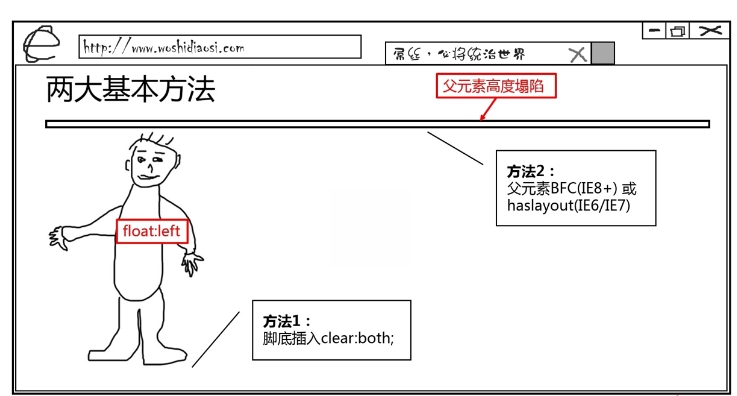 http://www.woshidiaosi.com
屌丝，必将统治世界
两大基本方法
父元素高度塌陷
方法2：
父元素BFC(IE8+) 或
haslayout(IE6/IE7)
float:left
方法1：
脚底插入clear:both;